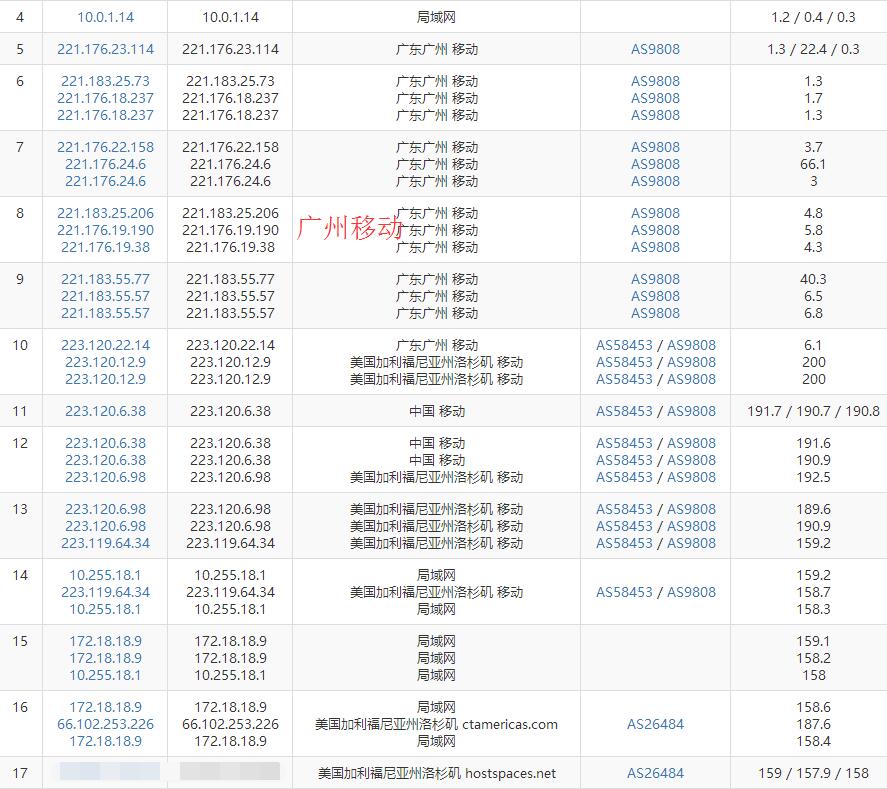 4 10.0.1.14 10.0.1.14 局域网 1.2 / 0.4 / 0.3
5 221.176.23.114 221.176.23.114 广东广州 移动 AS9808 1.3 / 22.4 / 0.3
6 221.183.25.73 221.183.25.73 广东广州 移动 AS9808 1.3
221.176.18.237 221.176.18.237 广东广州 移动 AS9808 1.7
221.176.18.237 221.176.18.237 广东广州 移动 AS9808 1.3
7 221.176.22.158 221.176.22.158 广东广州 移动 AS9808 3.7
221.176.24.6 221.176.24.6 广东广州 移动 AS9808 66.1
221.176.24.6 221.176.24.6 广东广州 移动 AS9808 3
8 221.183.25.206 221.183.25.206 广东广州 移动 AS9808 4.8
221.176.19.190 221.176.19.190 广东广州 移动 AS9808 5.8
广州移动
221.176.19.38 221.176.19.38 广东广州 移动 AS9808 4.3
9 221.183.55.77 221.183.55.77 广东广州 移动 AS9808 40.3
221.183.55.57 221.183.55.57 广东广州 移动 AS9808 6.5
221.183.55.57 221.183.55.57 广东广州 移动 AS9808 6.8
10 223.120.22.14 223.120.22.14 广东广州 移动 AS58453 / AS9808 6.1
223.120.12.9 223.120.12.9 美国加利福尼亚州洛杉矶 移动 AS58453 / AS9808 200
223.120.12.9 223.120.12.9 美国加利福尼亚州洛杉矶 移动 AS58453 / AS9808 200
11 223.120.6.38 223.120.6.38 中国 移动 AS58453 / AS9808 191.7 / 190.7 / 190.8
12 223.120.6.38 223.120.6.38 中国 移动 AS58453 / AS9808 191.6
223.120.6.38 223.120.6.38 中国 移动 AS58453 / AS9808 190.9
223.120.6.98 223.120.6.98 美国加利福尼亚州洛杉矶 移动 AS58453 / AS9808 192.5
13 223.120.6.98 223.120.6.98 美国加利福尼亚州洛杉矶 移动 AS58453 / AS9808 189.6
223.120.6.98 223.120.6.98 美国加利福尼亚州洛杉矶 移动 AS58453 / AS9808 190.9
223.119.64.34 223.119.64.34 美国加利福尼亚州洛杉矶 移动 AS58453 / AS9808 159.2
14 10.255.18.1 10.255.18.1 局域网 159.2
223.119.64.34 223.119.64.34 美国加利福尼亚州洛杉矶 移动 AS58453 / AS9808 158.7
10.255.18.1 10.255.18.1 局域网 158.3
15 172.18.18.9 172.18.18.9 局域网 159.1
172.18.18.9 172.18.18.9 局域网 158.2
10.255.18.1 10.255.18.1 局域网 158
16 172.18.18.9 172.18.18.9 局域网 158.6
66.102.253.226 66.102.253.226 美国加利福尼亚州洛杉矶 ctamericas.com AS26484 187.6
172.18.18.9 172.18.18.9 局域网 158.4
17 美国加利福尼亚州洛杉矶 hostspaces.net AS26484 159 / 157.9 / 158